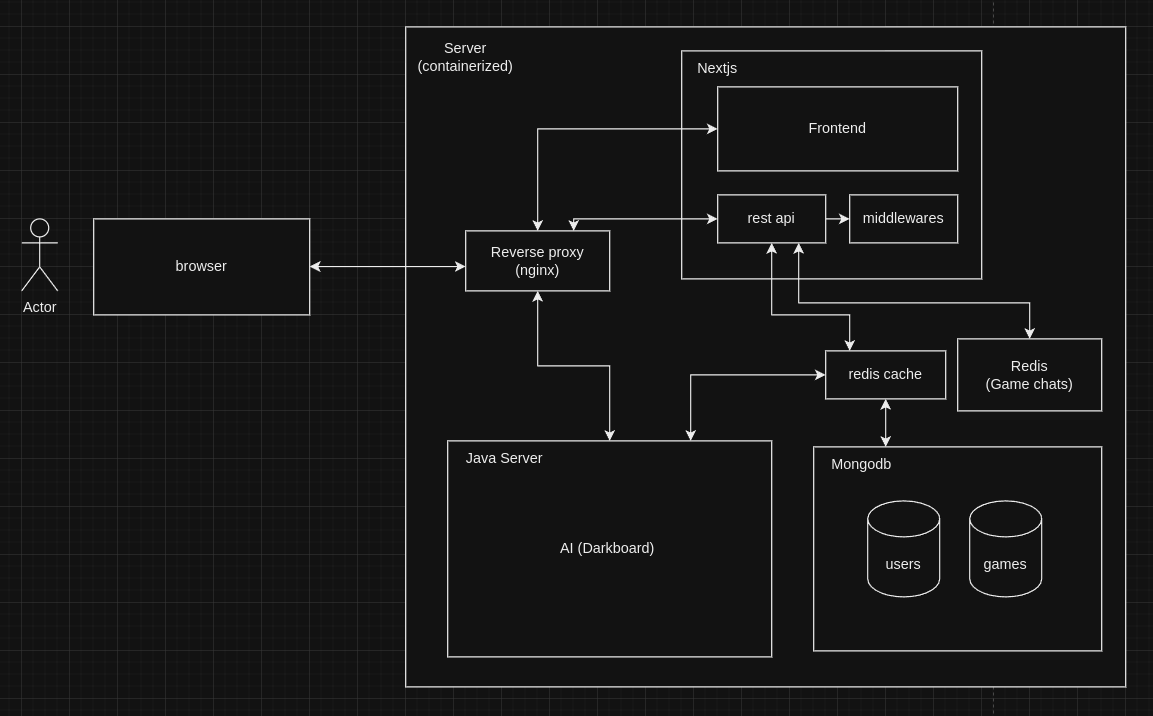 Server
(containerized)
Nextjs
Frontend
rest api
middlewares
Reverse proxy
(nginx)
browser
Actor
redis cache
Redis
(Game chats)
Java Server
AI (Darkboard)
Mongodb
users
games